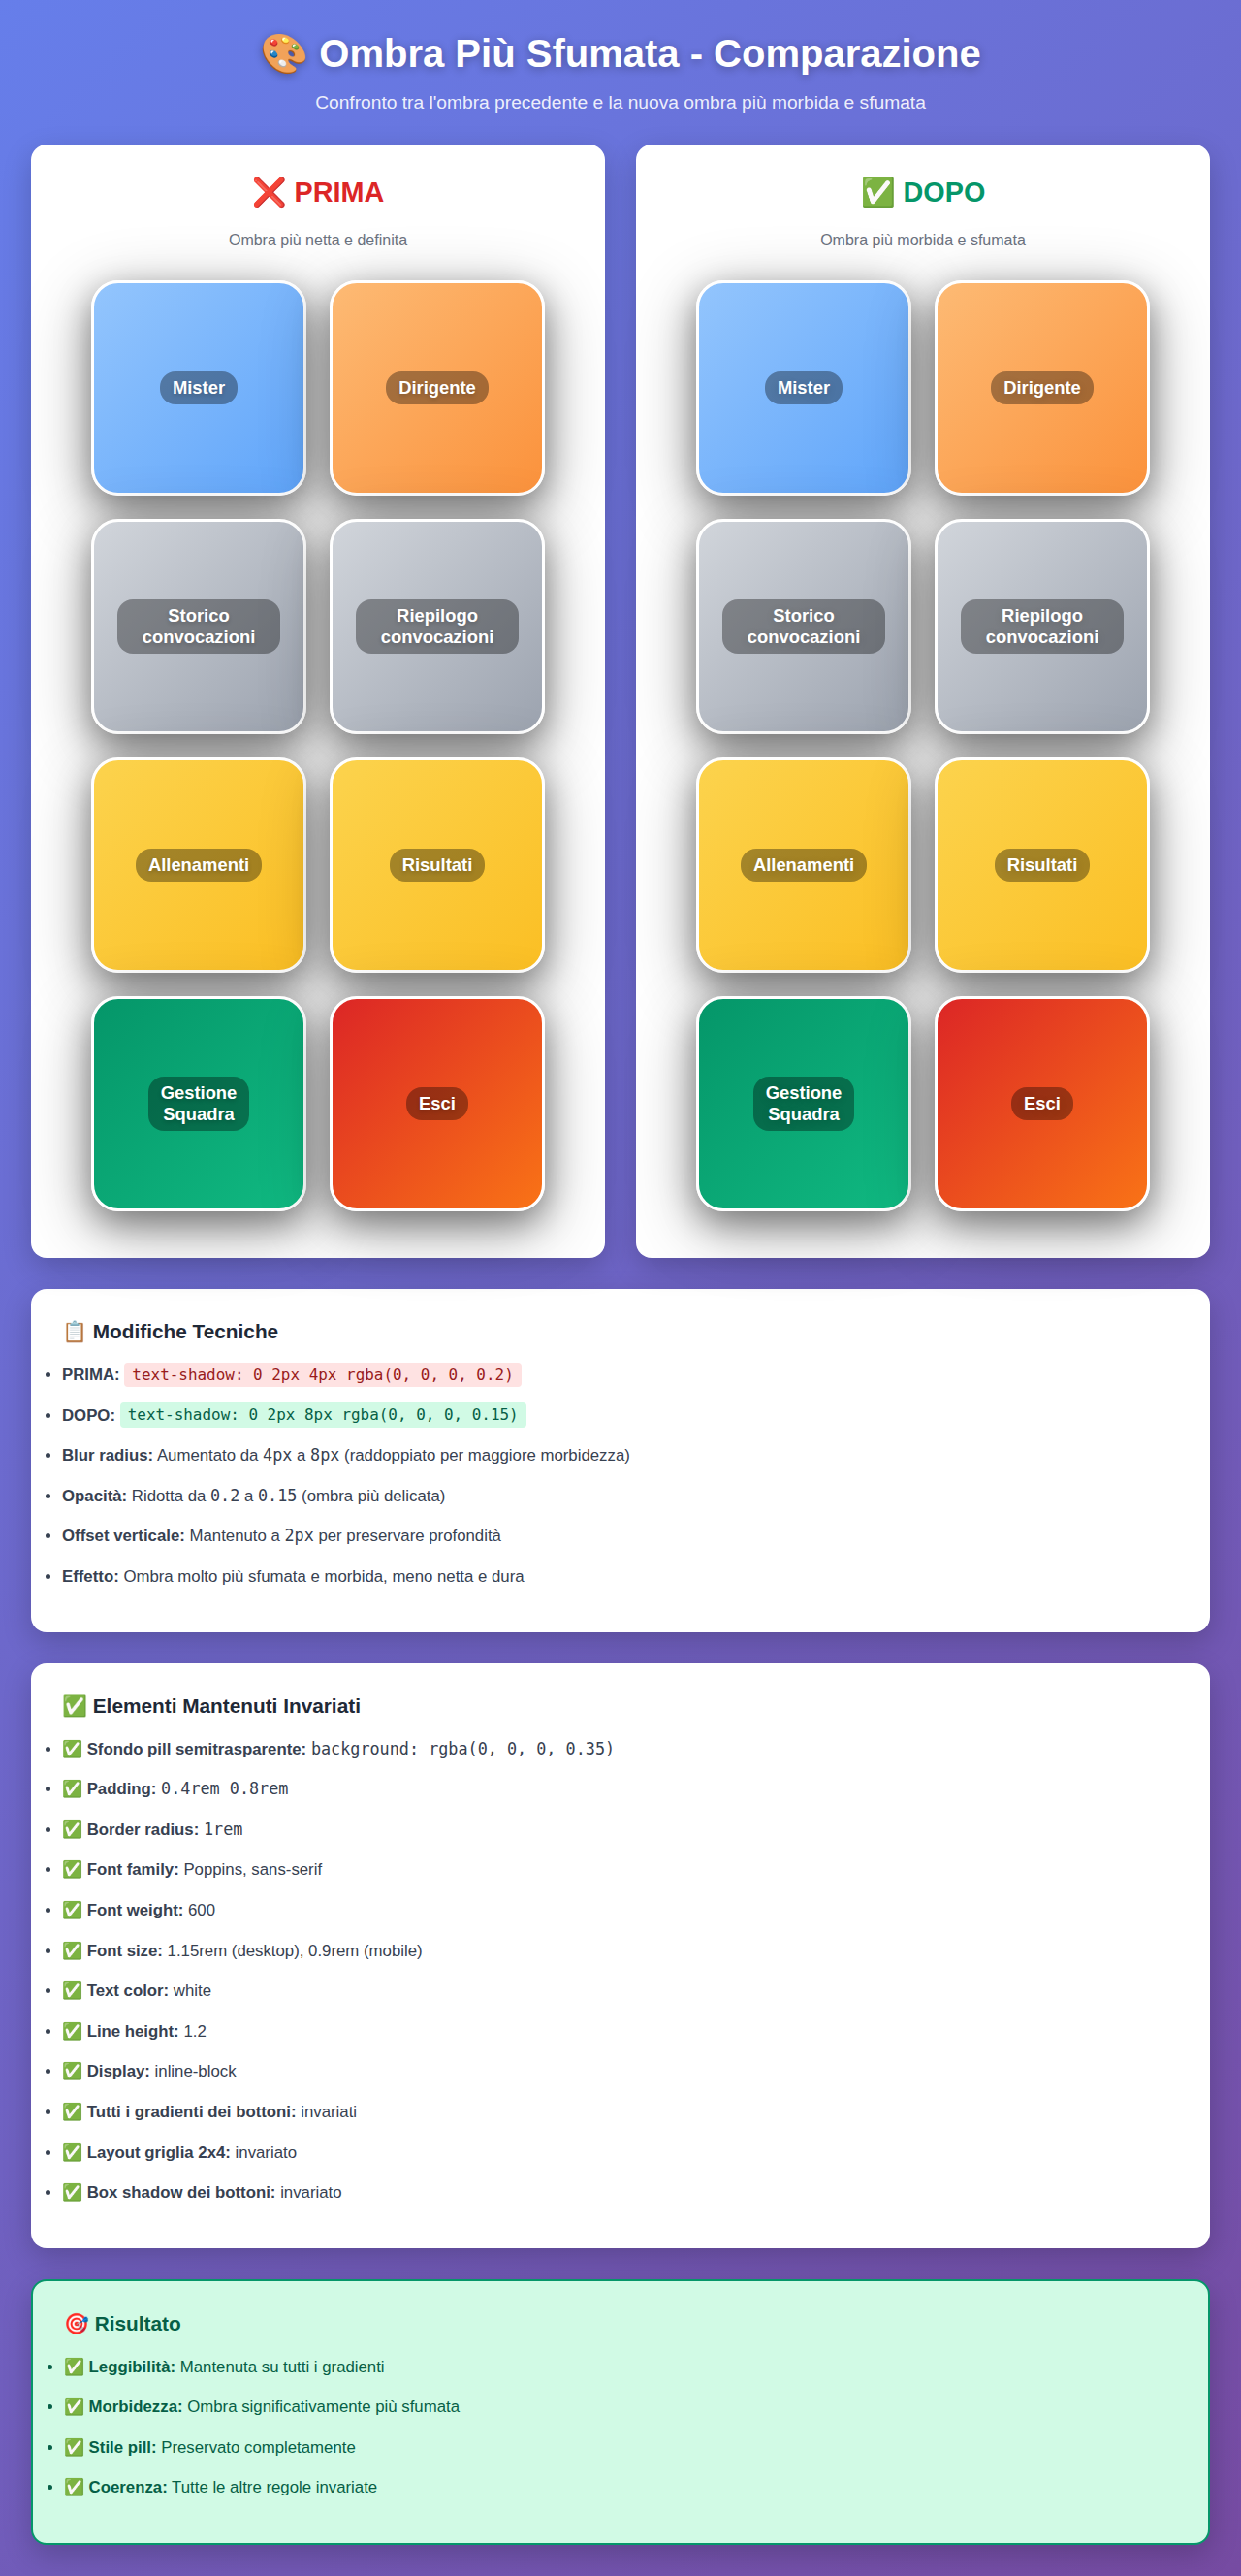 🎨 Ombra Più Sfumata - Comparazione
Confronto tra l'ombra precedente e la nuova ombra più morbida e sfumata
❌ PRIMA
Ombra più netta e definita
Mister
Dirigente
Storico
convocazioni
Riepilogo
convocazioni
Allenamenti
Risultati
Gestione
Squadra
Esci
✅ DOPO
Ombra più morbida e sfumata
Mister
Dirigente
Storico
convocazioni
Riepilogo
convocazioni
Allenamenti
Risultati
Gestione
Squadra
Esci
📋 Modifiche Tecniche
• PRIMA: text-shadow: 0 2px 4px rgba(0, 0, 0, 0.2)
• DOPO: text-shadow: 0 2px 8px rgba(0, 0, 0, 0.15)
• Blur radius: Aumentato da 4px a 8px (raddoppiato per maggiore morbidezza)
• Opacità: Ridotta da 0.2 a 0.15 (ombra più delicata)
• Offset verticale: Mantenuto a 2px per preservare profondità
• Effetto: Ombra molto più sfumata e morbida, meno netta e dura
✅ Elementi Mantenuti Invariati
• ✅ Sfondo pill semitrasparente: background: rgba(0, 0, 0, 0.35)
• ✅ Padding: 0.4rem 0.8rem
• ✅ Border radius: 1rem
• ✅ Font family: Poppins, sans-serif
• ✅ Font weight: 600
• ✅ Font size: 1.15rem (desktop), 0.9rem (mobile)
• ✅ Text color: white
• ✅ Line height: 1.2
• ✅ Display: inline-block
• ✅ Tutti i gradienti dei bottoni: invariati
• ✅ Layout griglia 2x4: invariato
• ✅ Box shadow dei bottoni: invariato
🎯 Risultato
• ✅ Leggibilità: Mantenuta su tutti i gradienti
• ✅ Morbidezza: Ombra significativamente più sfumata
• ✅ Stile pill: Preservato completamente
• ✅ Coerenza: Tutte le altre regole invariate